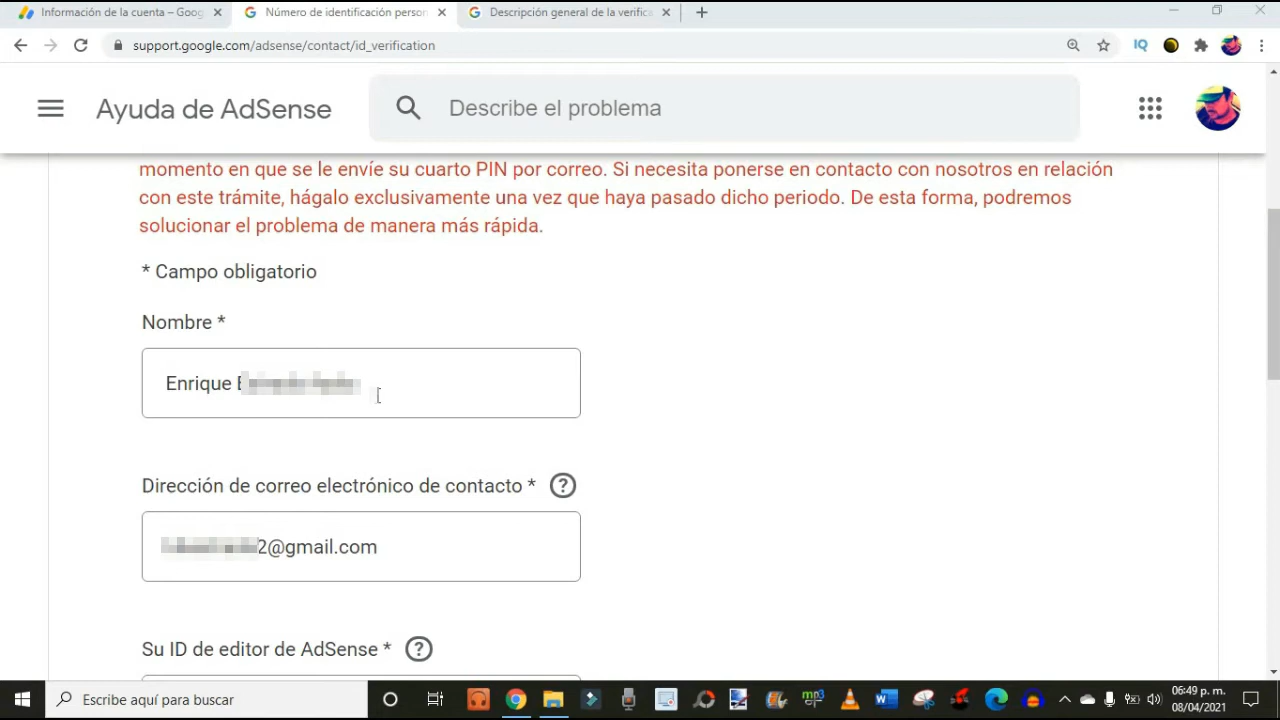 Información de la cuenta – Goog
Número de identificación person
Descripción general de la verifica
support.google.com/adsense/contact/id_verification
IQ
Ayuda de AdSense
Describe el problema
momento en que se le envíe su cuarto PIN por correo. Si necesita ponerse en contacto con nosotros en relación
con este trámite, hágalo exclusivamente una vez que haya pasado dicho periodo. De esta forma, podremos
solucionar el problema de manera más rápida.
* Campo obligatorio
Nombre *
Enrique
Dirección de correo electrónico de contacto *
2@gmail.com
Su ID de editor de AdSense *
Escribe aquí para buscar
mp3
06:49 p. m.
08/04/2021